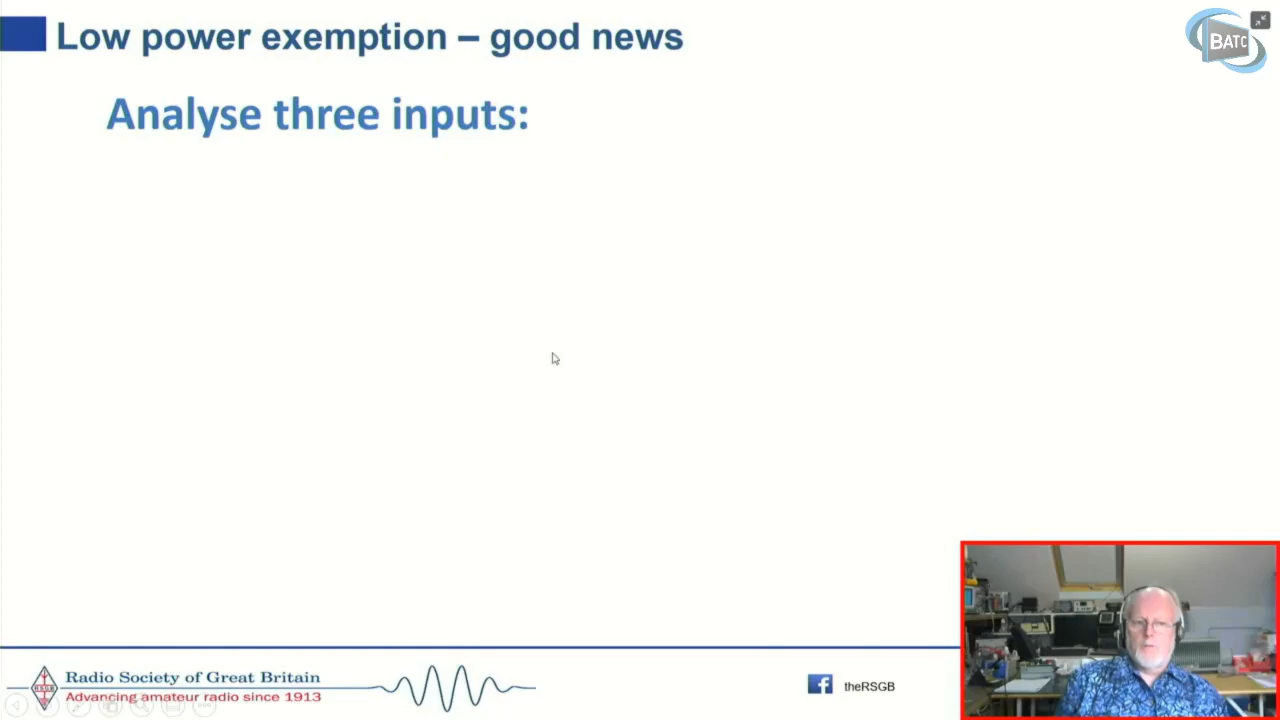 Low power exemption – good news
BATC
Analyse three inputs:
RSGB
Radio Society of Great Britain
Advancing amateur radio since 1913
theRSGB